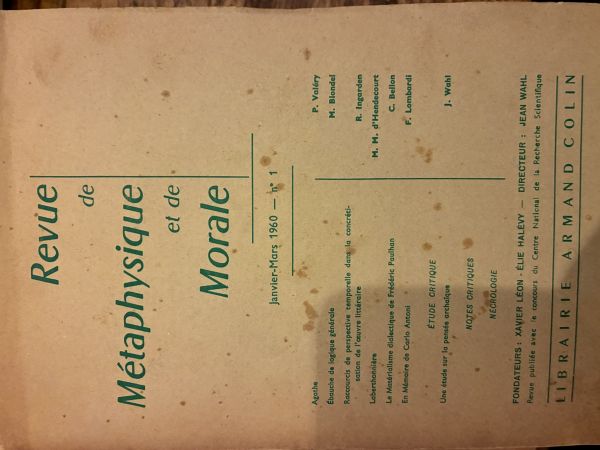 Revue
de
Métaphysique
et de
Morale
Janvier-Mars 1960 — n° 1
Agathe P. Valéry
Ébauche de logique générale M. Blondel
Raccourcis de perspective temporelle dans la concréti-
sation de l'œuvre littéraire R. Ingarden
Laberthonnière M. M. d'Hendecourt
Le Matérialisme dialectique de Frédéric Paulhan C. Bellon
En Mémoire de Carlo Antoni F. Lombardi
ÉTUDE CRITIQUE
Une étude sur la pensée archaïque J. Wahl
NOTES CRITIQUES
NÉCROLOGIE
FONDATEURS : XAVIER LÉON - ÉLIE HALÉVY — DIRECTEUR : JEAN WAHL
Revue publiée avec le concours du Centre National de la Recherche Scientifique
LIBRAIRIE ARMAND COLIN